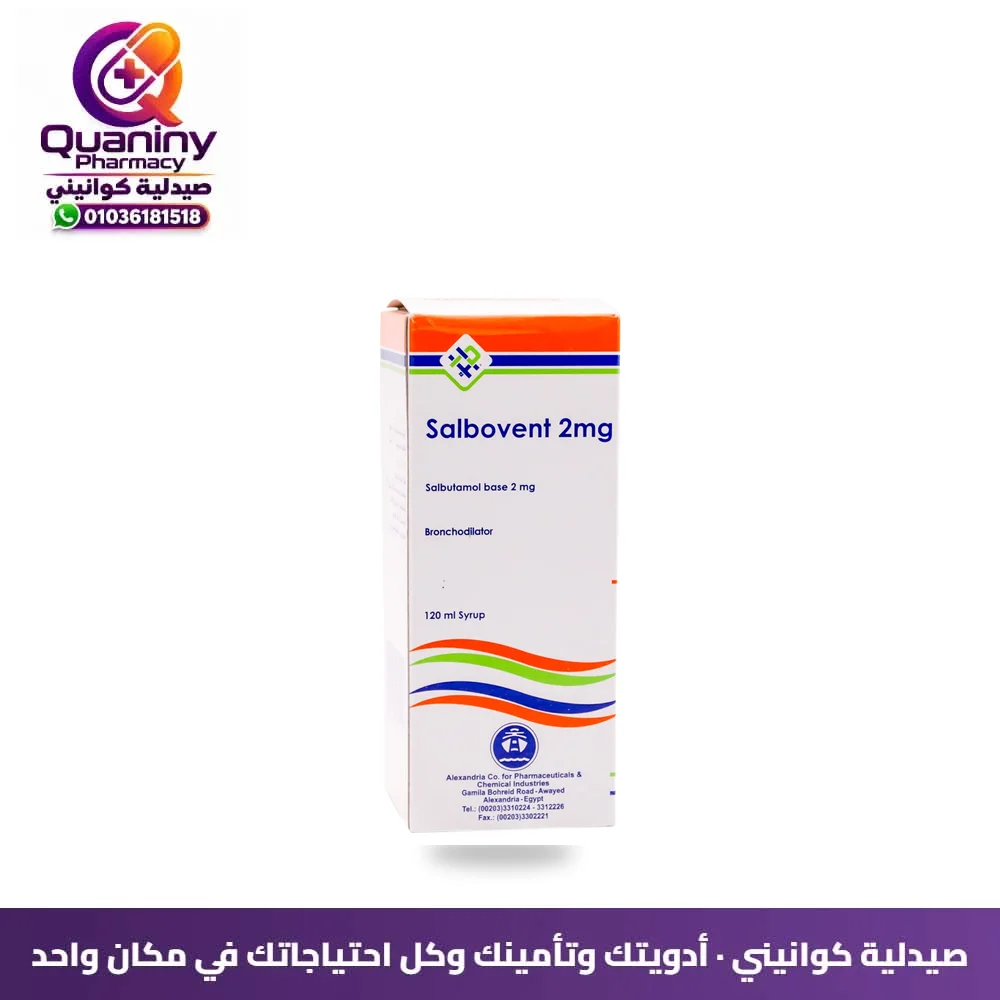 Quaniny
Pharmacy
صيدلية كوانيني
01036181518
Salbovent 2mg
Salbutamol base 2 mg
Bronchodilator
120 ml Syrup
Alexandria Co. for Pharmaceuticals &
Chemical Industries
Gamila Bohreid Road-Awayed
Alexandria-Egypt
Tel.: (00203)3310224 - 3312226
Fax.: (00203)3302221
صيدلية كوانيني · أدويتك وتأمينك وكل احتياجاتك في مكان واحد